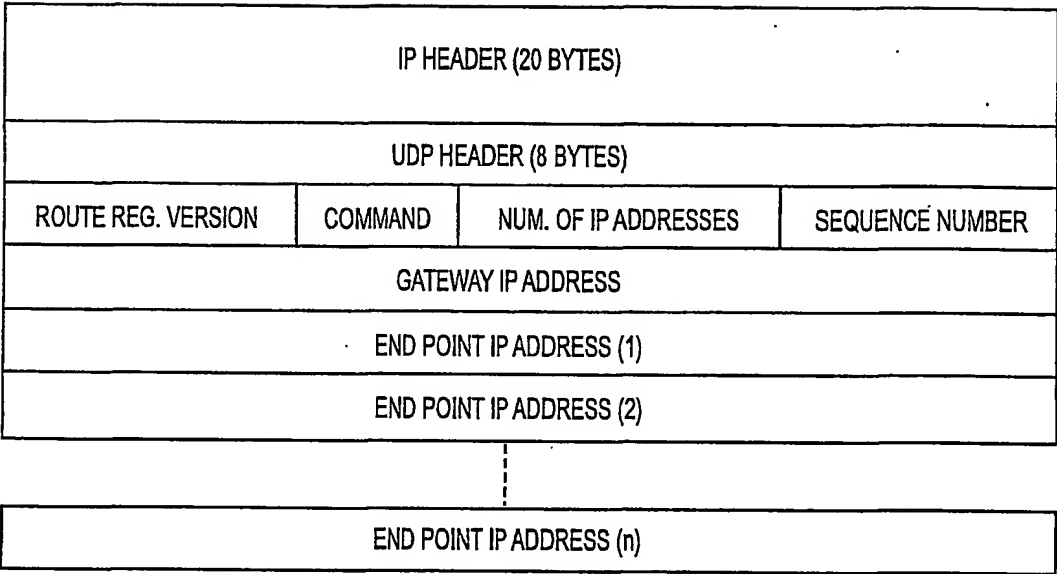 IP HEADER (20 BYTES)
UDP HEADER (8 BYTES)
ROUTE REG. VERSION COMMAND NUM. OF IP ADDRESSES SEQUENCE NUMBER
GATEWAY IP ADDRESS
END POINT IP ADDRESS (1)
END POINT IP ADDRESS (2)
END POINT IP ADDRESS (n)